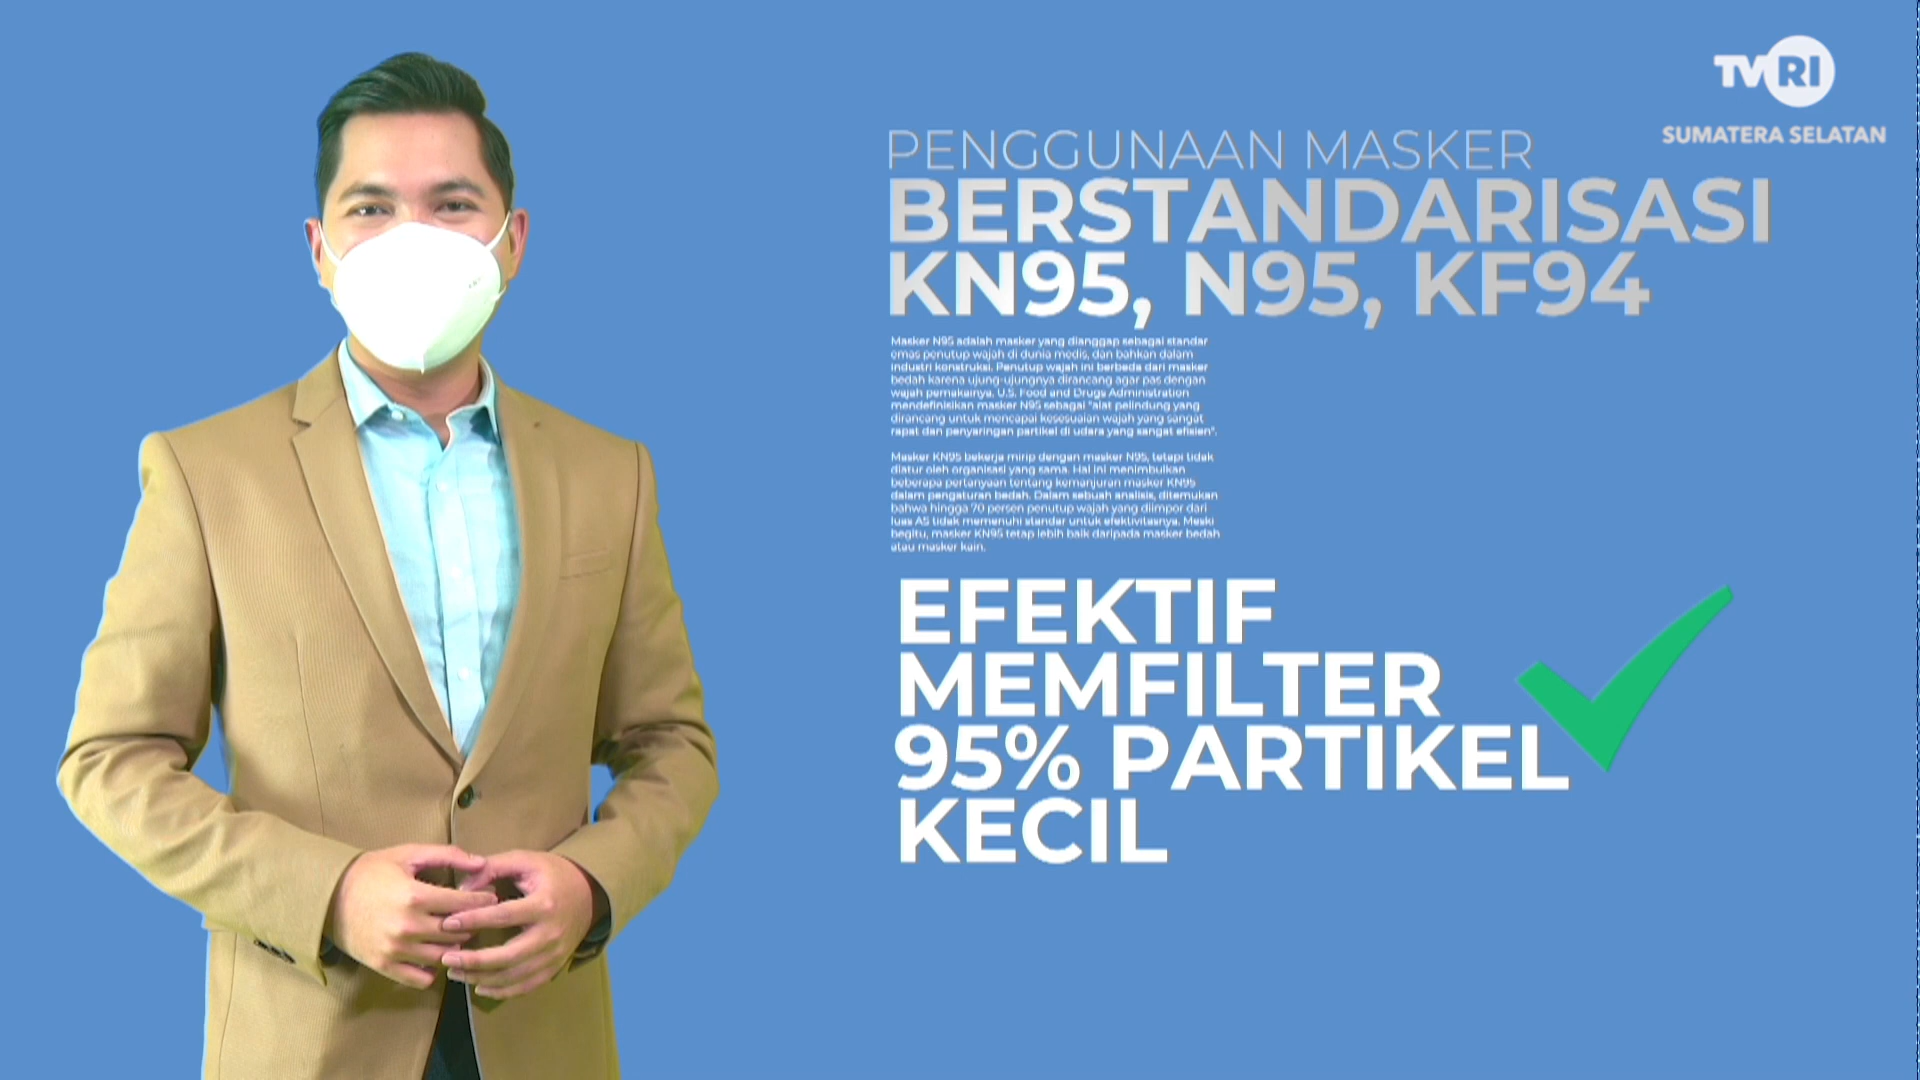 TVRI
SUMATERA SELATAN
PENGGUNAAN MASKER
BERSTANDARISASI
KN95, N95, KF94
Masker N95 adalah masker yang dianggap sebagai standar
emas penutup wajah di dunia medis, dan bahkan dalam
industri konstruksi. Penutup wajah ini berbeda dari masker
bedah karena ujung-ujungnya dirancang agar pas dengan
wajah pemakainya. U.S. Food and Drugs Administration
mendefinisikan masker N95 sebagai "alat pelindung yang
dirancang untuk mencapai kesesuaian wajah yang sangat
rapat dan penyaringan partikel di udara yang sangat efisien".
Masker KN95 bekerja mirip dengan masker N95, tetapi tidak
diatur oleh organisasi yang sama. Hal ini menimbulkan
beberapa pertanyaan tentang kemanjuran masker KN95
dalam pengaturan bedah. Dalam sebuah analisis, ditemukan
bahwa hingga 70 persen penutup wajah yang diimpor dari
luas AS tidak memenuhi standar untuk efektivitasnya. Meski
begitu, masker KN95 tetap lebih baik daripada masker bedah
atau masker kain.
EFEKTIF
MEMFILTER
95% PARTIKEL
KECIL